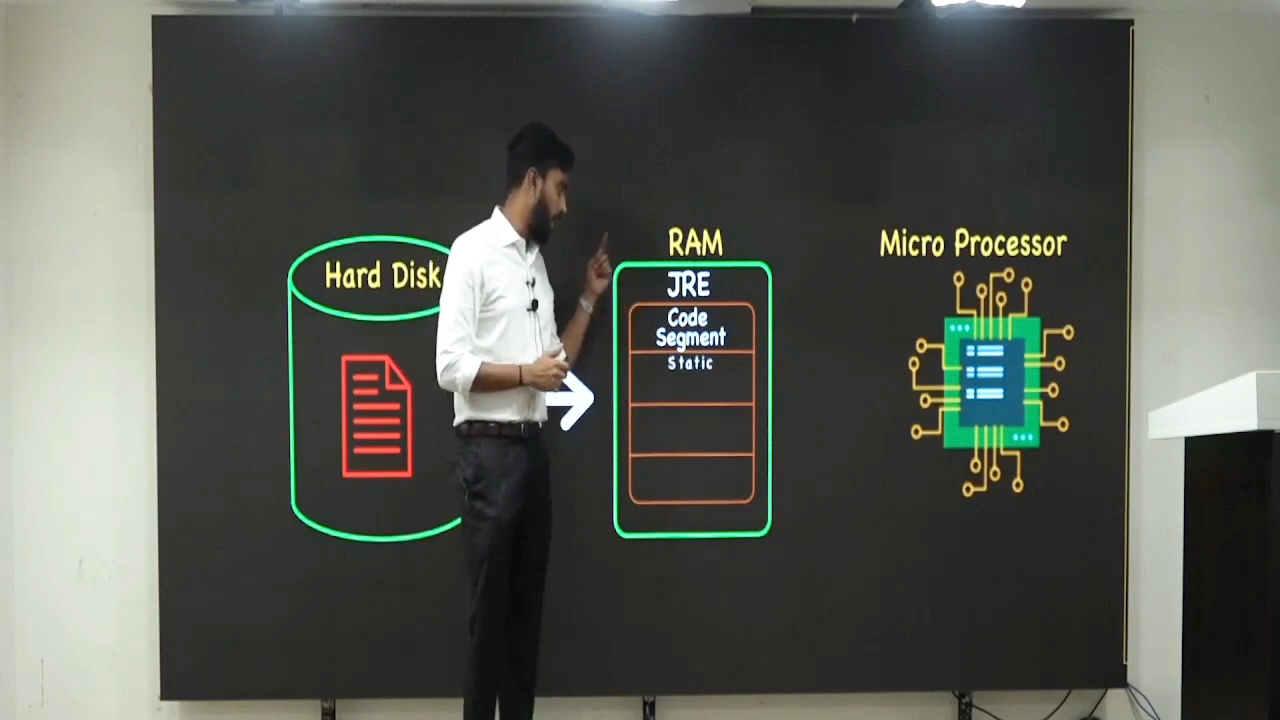 Hard Disk
RAM
JRE
Code
Segment
Static
Micro Processor